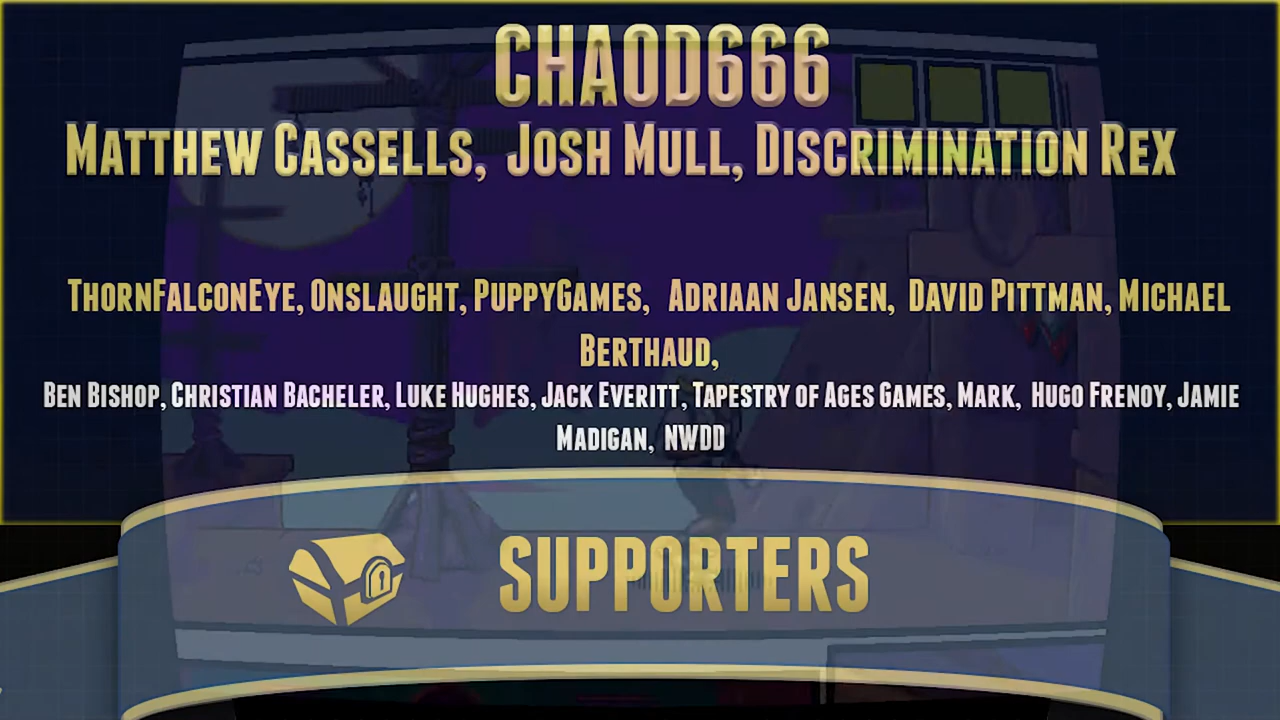 CHAOD666
MATTHEW CASSELLS, JOSH MULL, DISCRIMINATION REX
THORNFALCONEYE, ONSLAUGHT, PUPPYGAMES, ADRIAAN JANSEN, DAVID PITTMAN, MICHAEL
BERTHAUD,
BEN BISHOP, CHRISTIAN BACHELER, LUKE HUGHES, JACK EVERITT, TAPESTRY OF AGES GAMES, MARK, HUGO FRENOY, JAMIE
MADIGAN, NWDD
SUPPORTERS